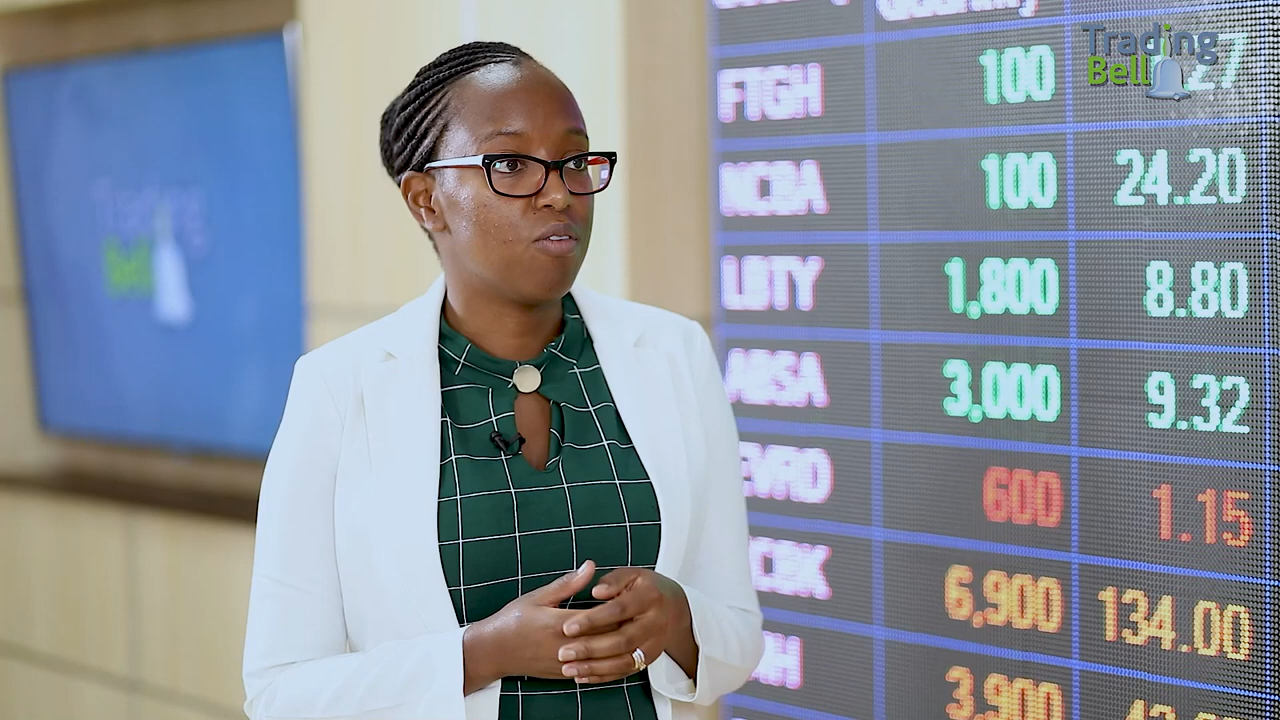 Trading
Bell
FTGH 100
NCBA 100 24.20
LBTY 1,800 8.80
ABSA 3,000 9.32
600 1.15
6,900 134.00
3,900
Bell